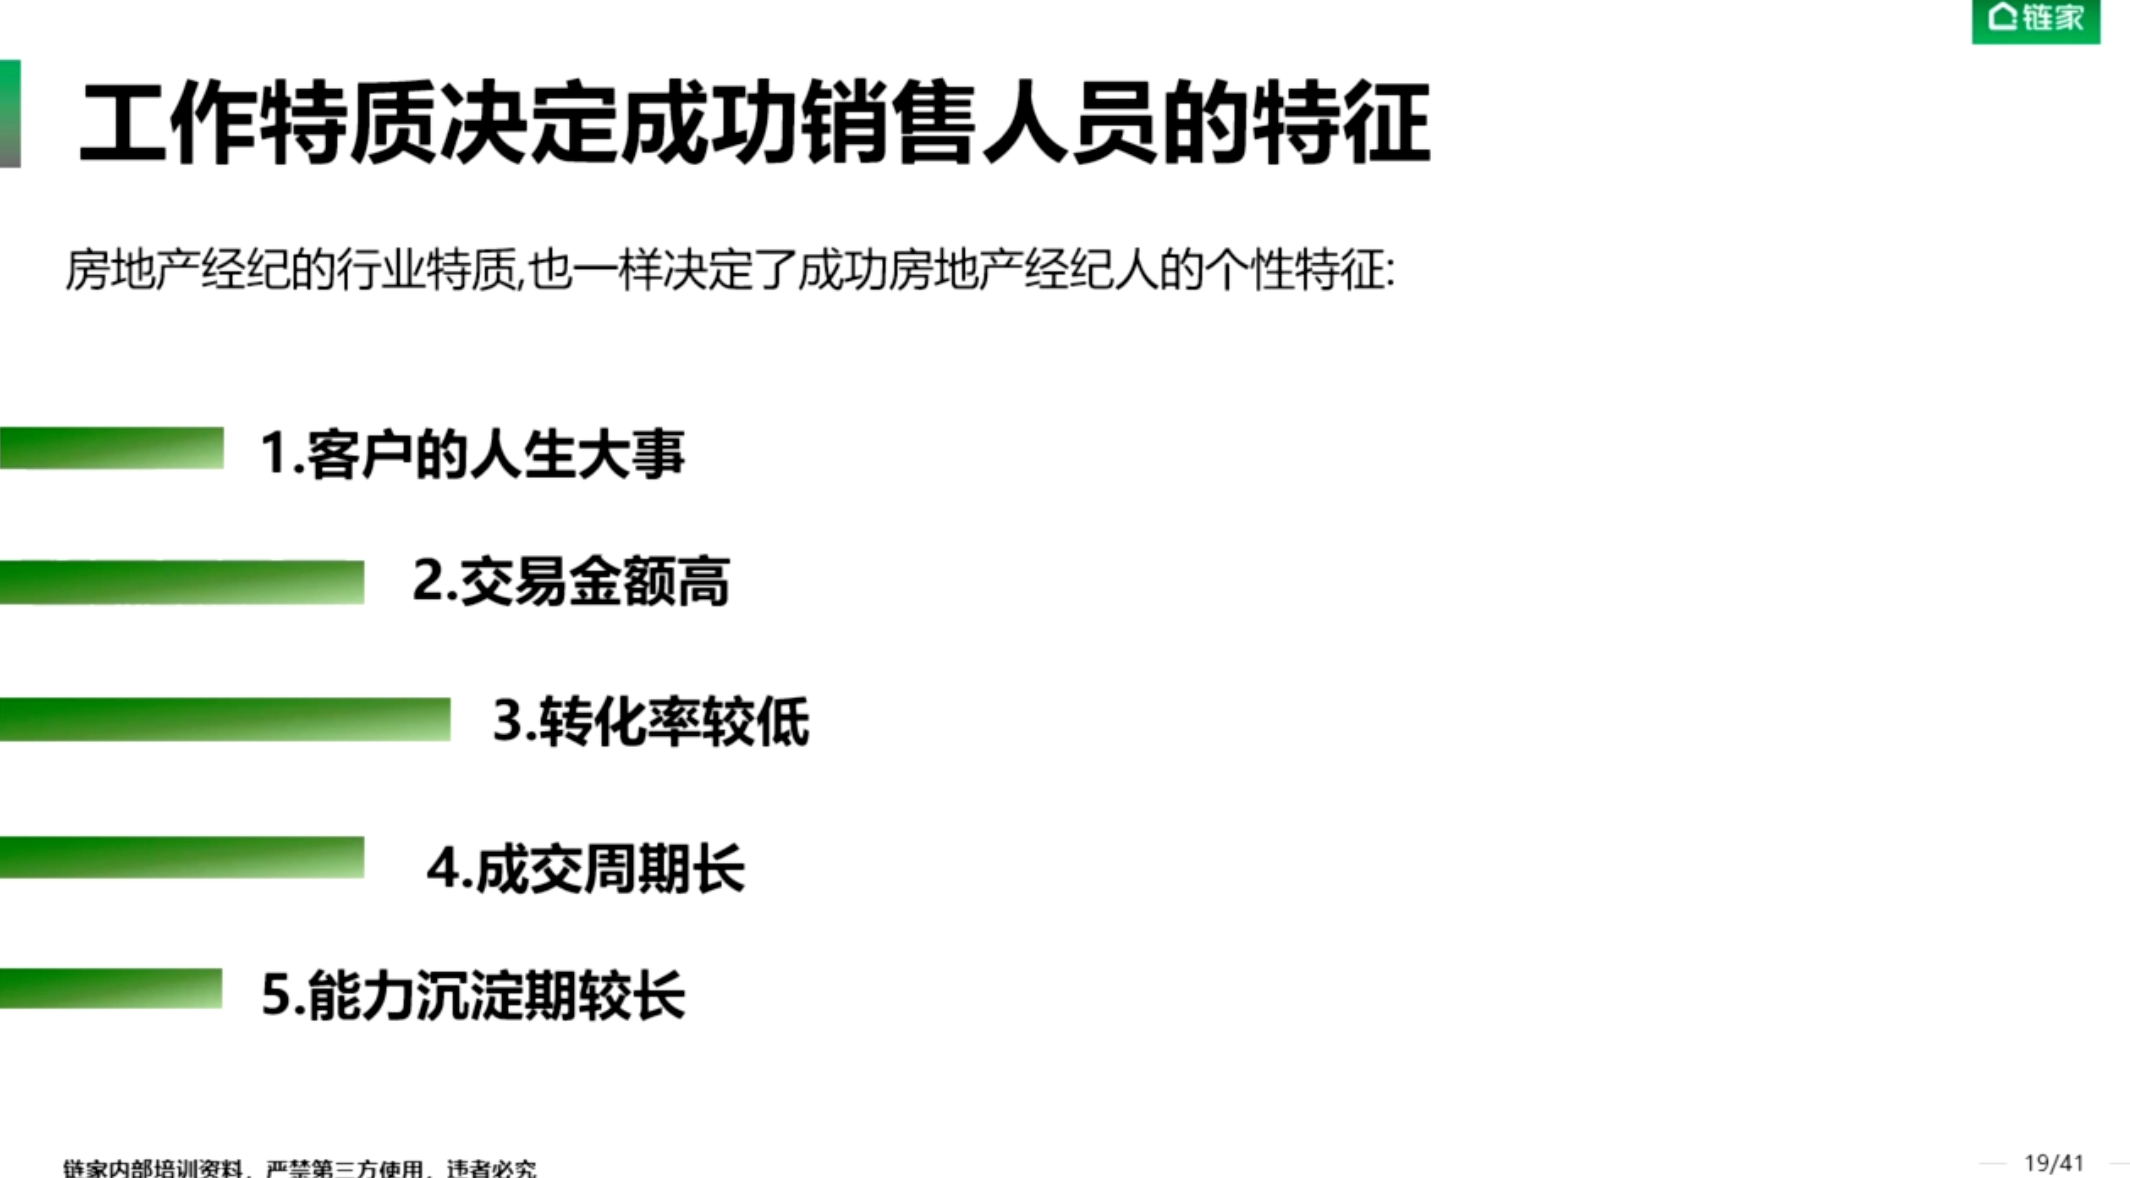 链家
工作特质决定成功销售人员的特征
房地产经纪的行业特质,也一样决定了成功房地产经纪人的个性特征:
1.客户的人生大事
2.交易金额高
3.转化率较低
4.成交周期长
5.能力沉淀期较长
链家内部培训资料，严禁第三方使用，违者必究
19/41